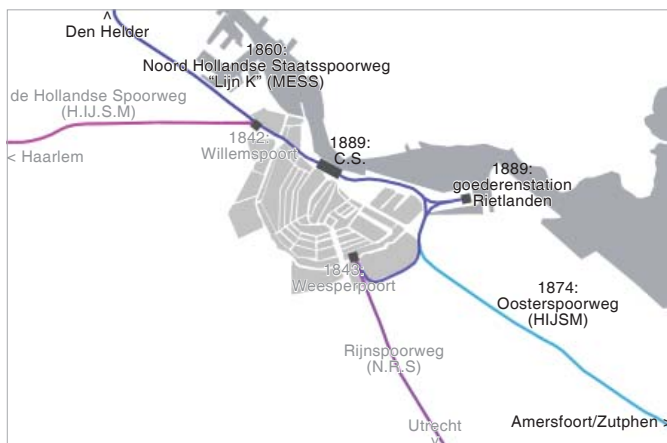 ^
Den Helder
1860:
Noord Hollandse Staatsspoorweg
“Lijn K” (MESS)
de Hollandse Spoorweg
(H.IJ.S.M)
< Haarlem
1842:
Willemspoort
1889:
C.S.
1889:
goederenstation
Rietlanden
1843:
Weesperpoort
1874:
Oosterspoorweg
(HIJSM)
Rijnspoorweg
(N.R.S)
Utrecht
v
Amersfoort/Zutphen >